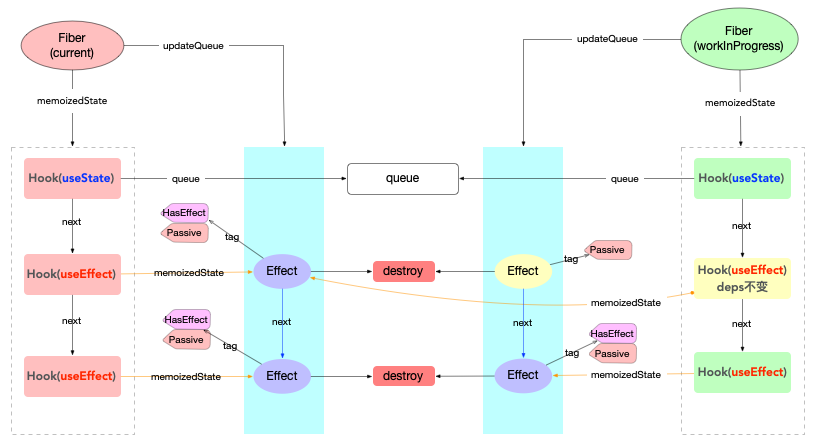 Fiber
(current)
updateQueue
updateQueue
Fiber
(workInProgress)
memoizedState
memoizedState
Hook(useState)
queue
queue
queue
Hook(useState)
next
HasEffect
Passive
tag
next
Passive
tag
Hook(useEffect)
memoizedState
Effect
destroy
Effect
Hook(useEffect)
deps不变
memoizedState
next
HasEffect
Passive
tag
next
next
HasEffect
Passive
tag
next
Hook(useEffect)
memoizedState
Effect
destroy
Effect
memoizedState
Hook(useEffect)